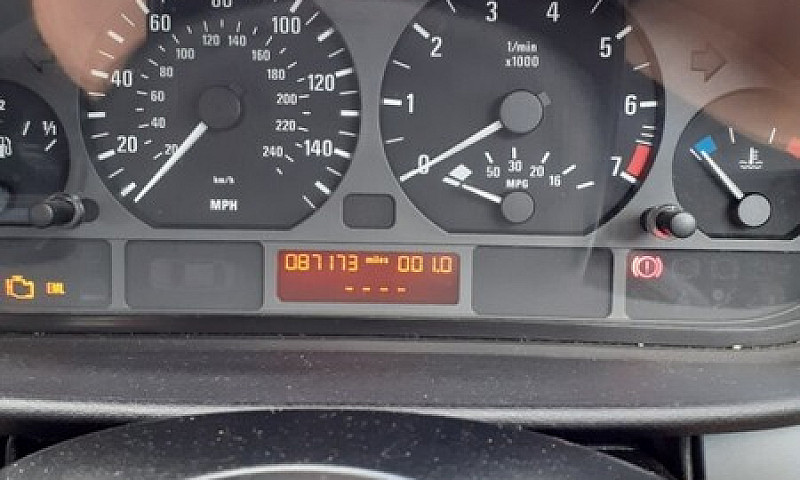 1/1
20 40 60 80 100 120 140
20 40 60 80 100 120 140 160 180 200 220 240
km/h
MPH
0 1 2 3 4 5 6 7
1/min
x1000
50 30 20 16
MPG
EML
087173 miles 001.0
- - - -